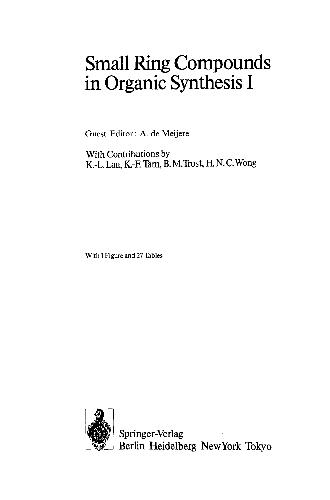 Small Ring Compounds
in Organic Synthesis I
Guest Editor: A. de Meijere
With Contributions by
K.-L. Lau, K.-F. Tam, B. M. Trost, H. N. C. Wong
With 1 Figure and 27 Tables
Springer-Verlag
Berlin Heidelberg New York Tokyo